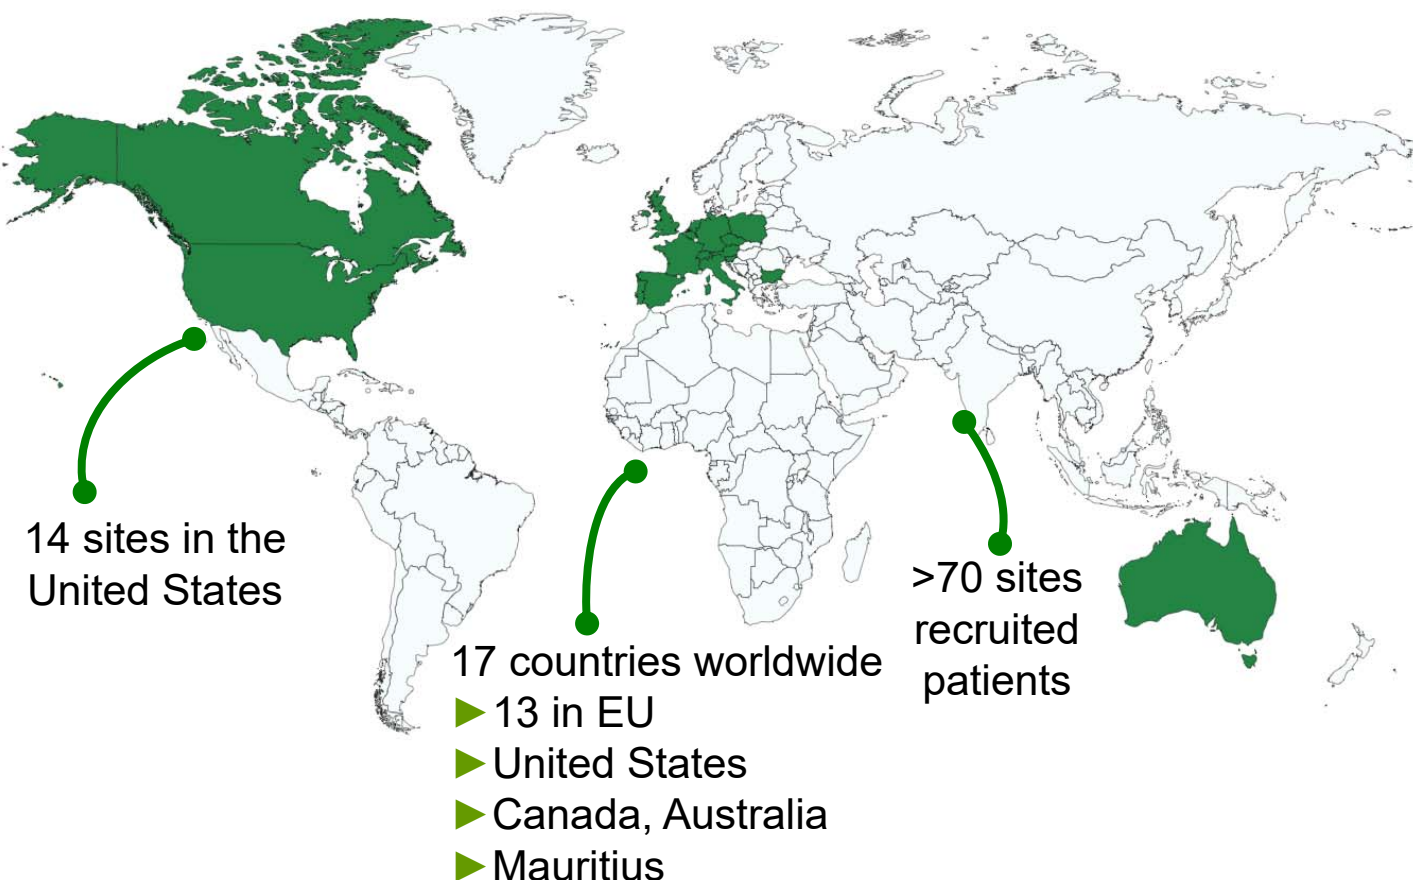 14 sites in the
United States
17 countries worldwide
►13 in EU
►United States
►Canada, Australia
►Mauritius
>70 sites
recruited
patients